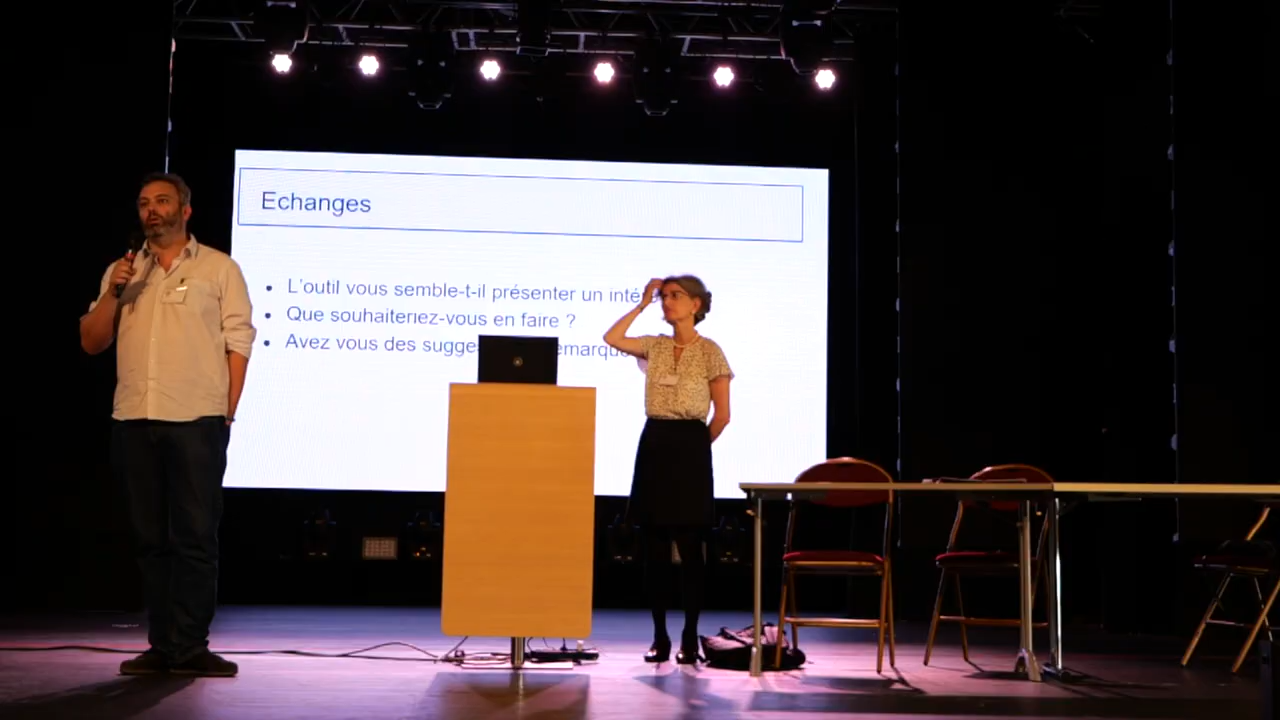 Echanges
• L'outil vous semble-t-il présenter un
• Que souhaiteriez-vous en faire ?
• Avez vous des